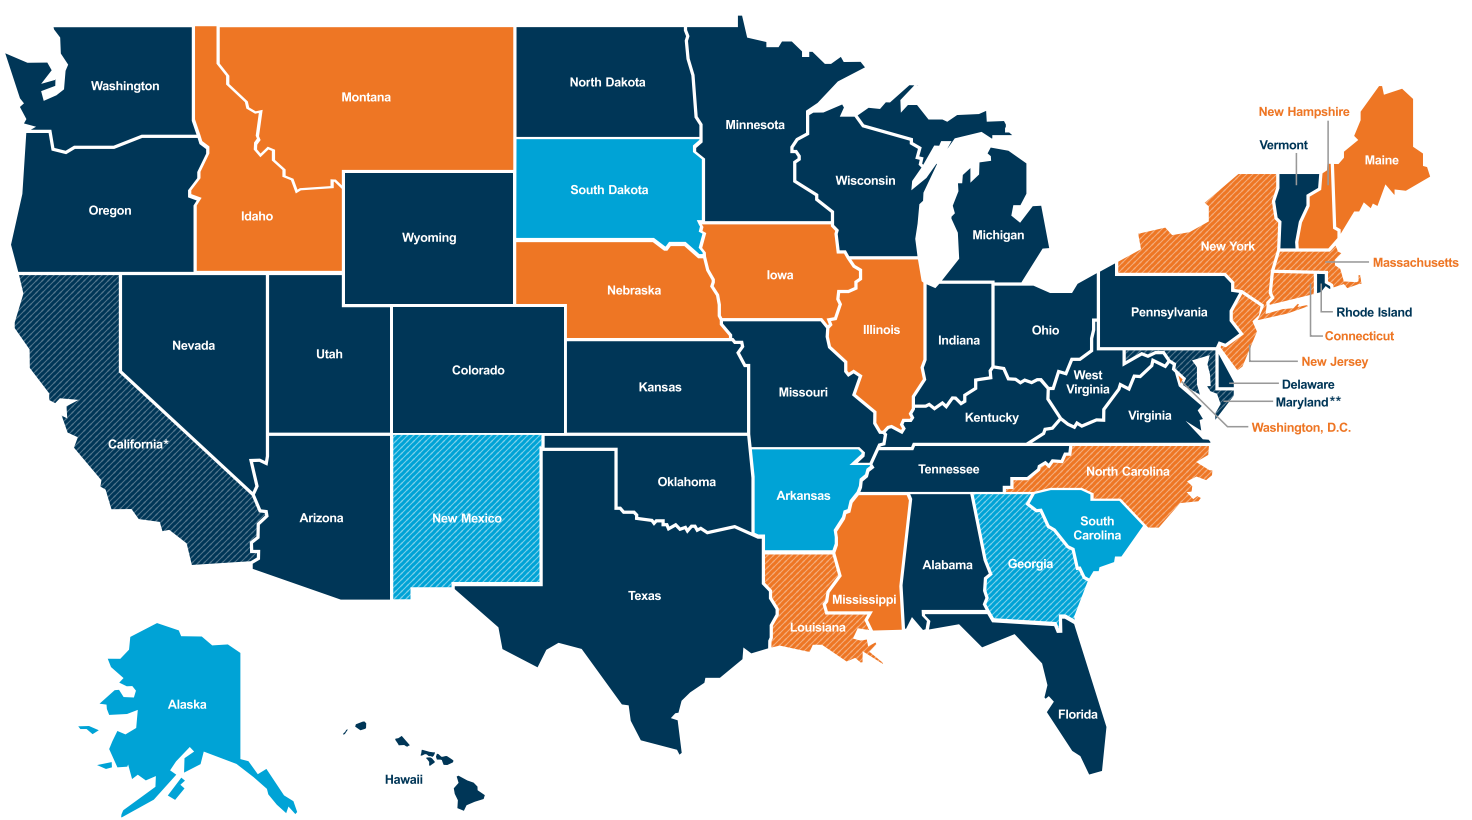 Washington
Montana
North Dakota
Minnesota
New Hampshire
Vermont
Maine
Oregon
Idaho
Wyoming
South Dakota
Wisconsin
Michigan
New York
Massachusetts
Nebraska
Iowa
Illinois
Indiana
Ohio
Pennsylvania
Rhode Island
Connecticut
New Jersey
Nevada
Utah
Colorado
Kansas
Missouri
West
Virginia
Kentucky
Virginia
Delaware
Maryland**
Washington, D.C.
California*
Arizona
New Mexico
Oklahoma
Arkansas
Tennessee
North Carolina
South
Carolina
Texas
Louisiana
Mississippi
Alabama
Georgia
Florida
Alaska
Hawaii